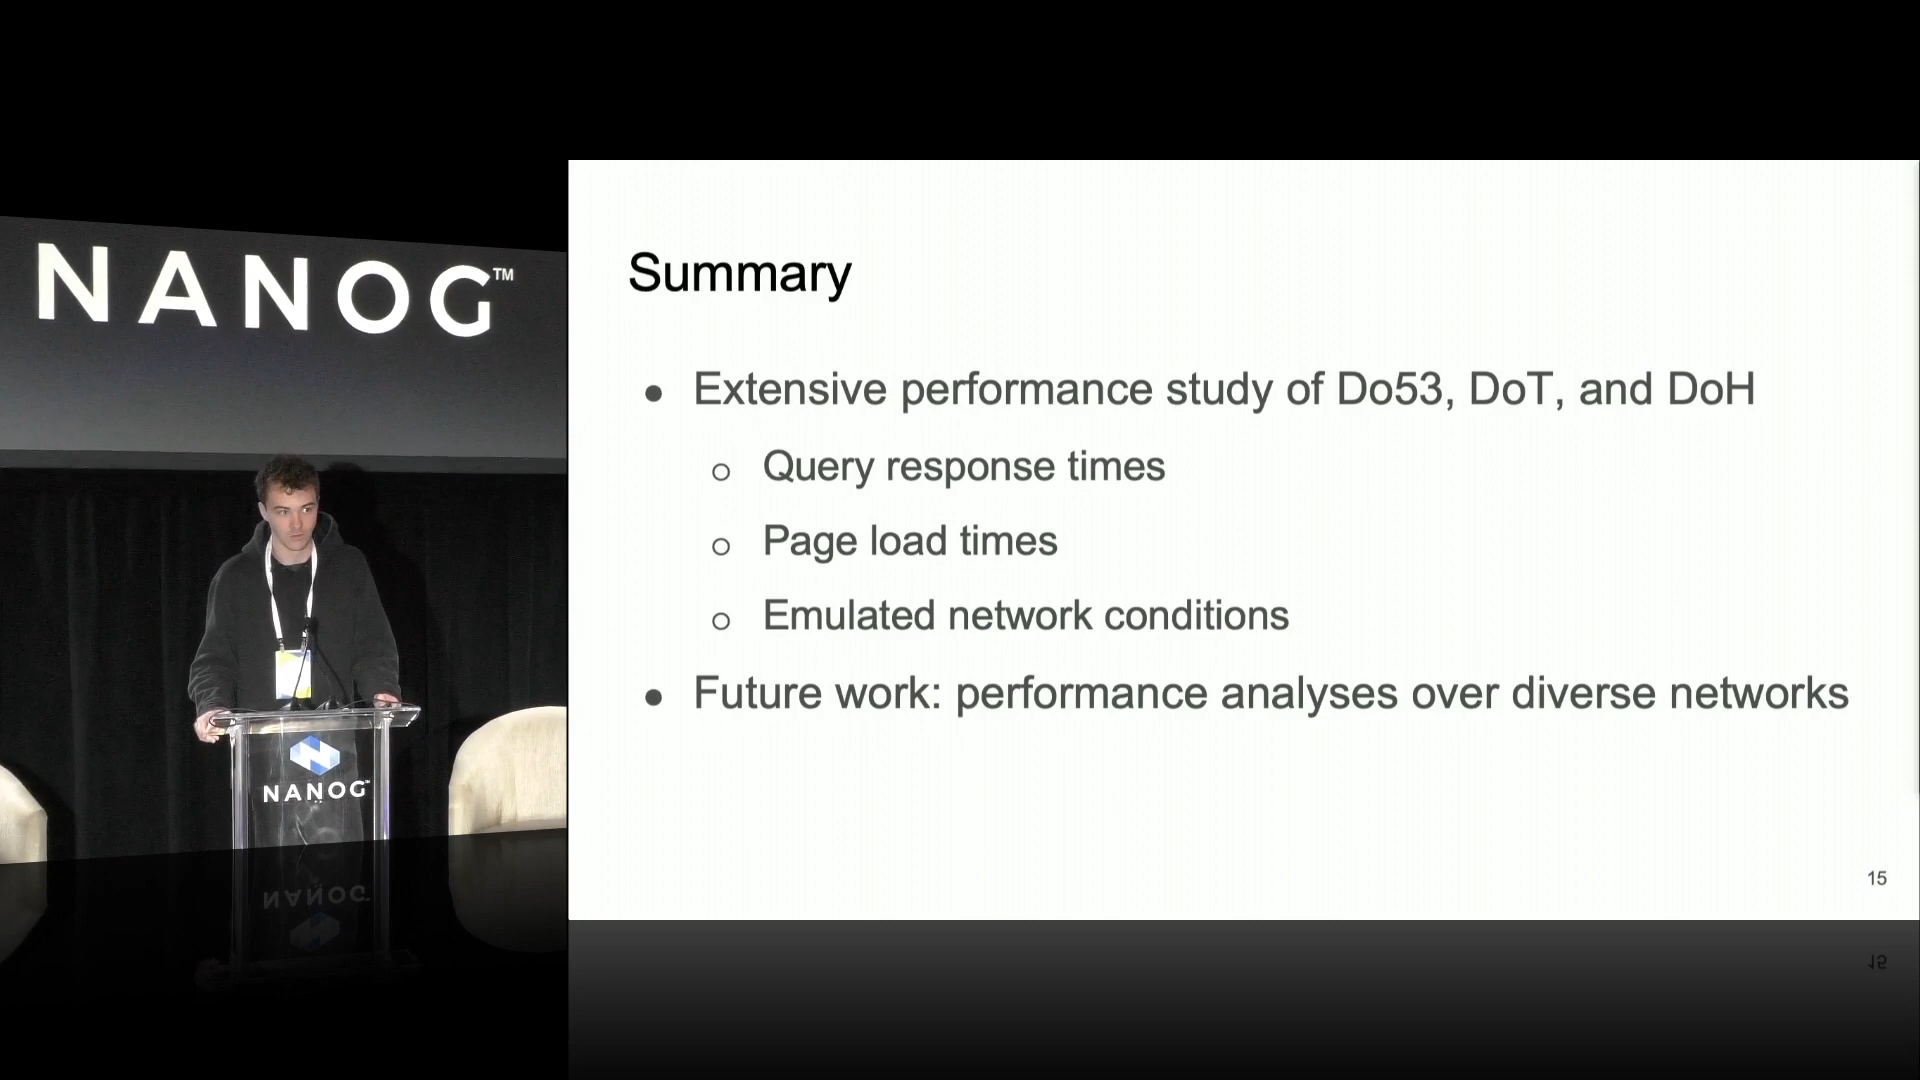 NANOG™
Summary
● Extensive performance study of Do53, DoT, and DoH
○ Query response times
○ Page load times
○ Emulated network conditions
● Future work: performance analyses over diverse networks
15
NANOG™